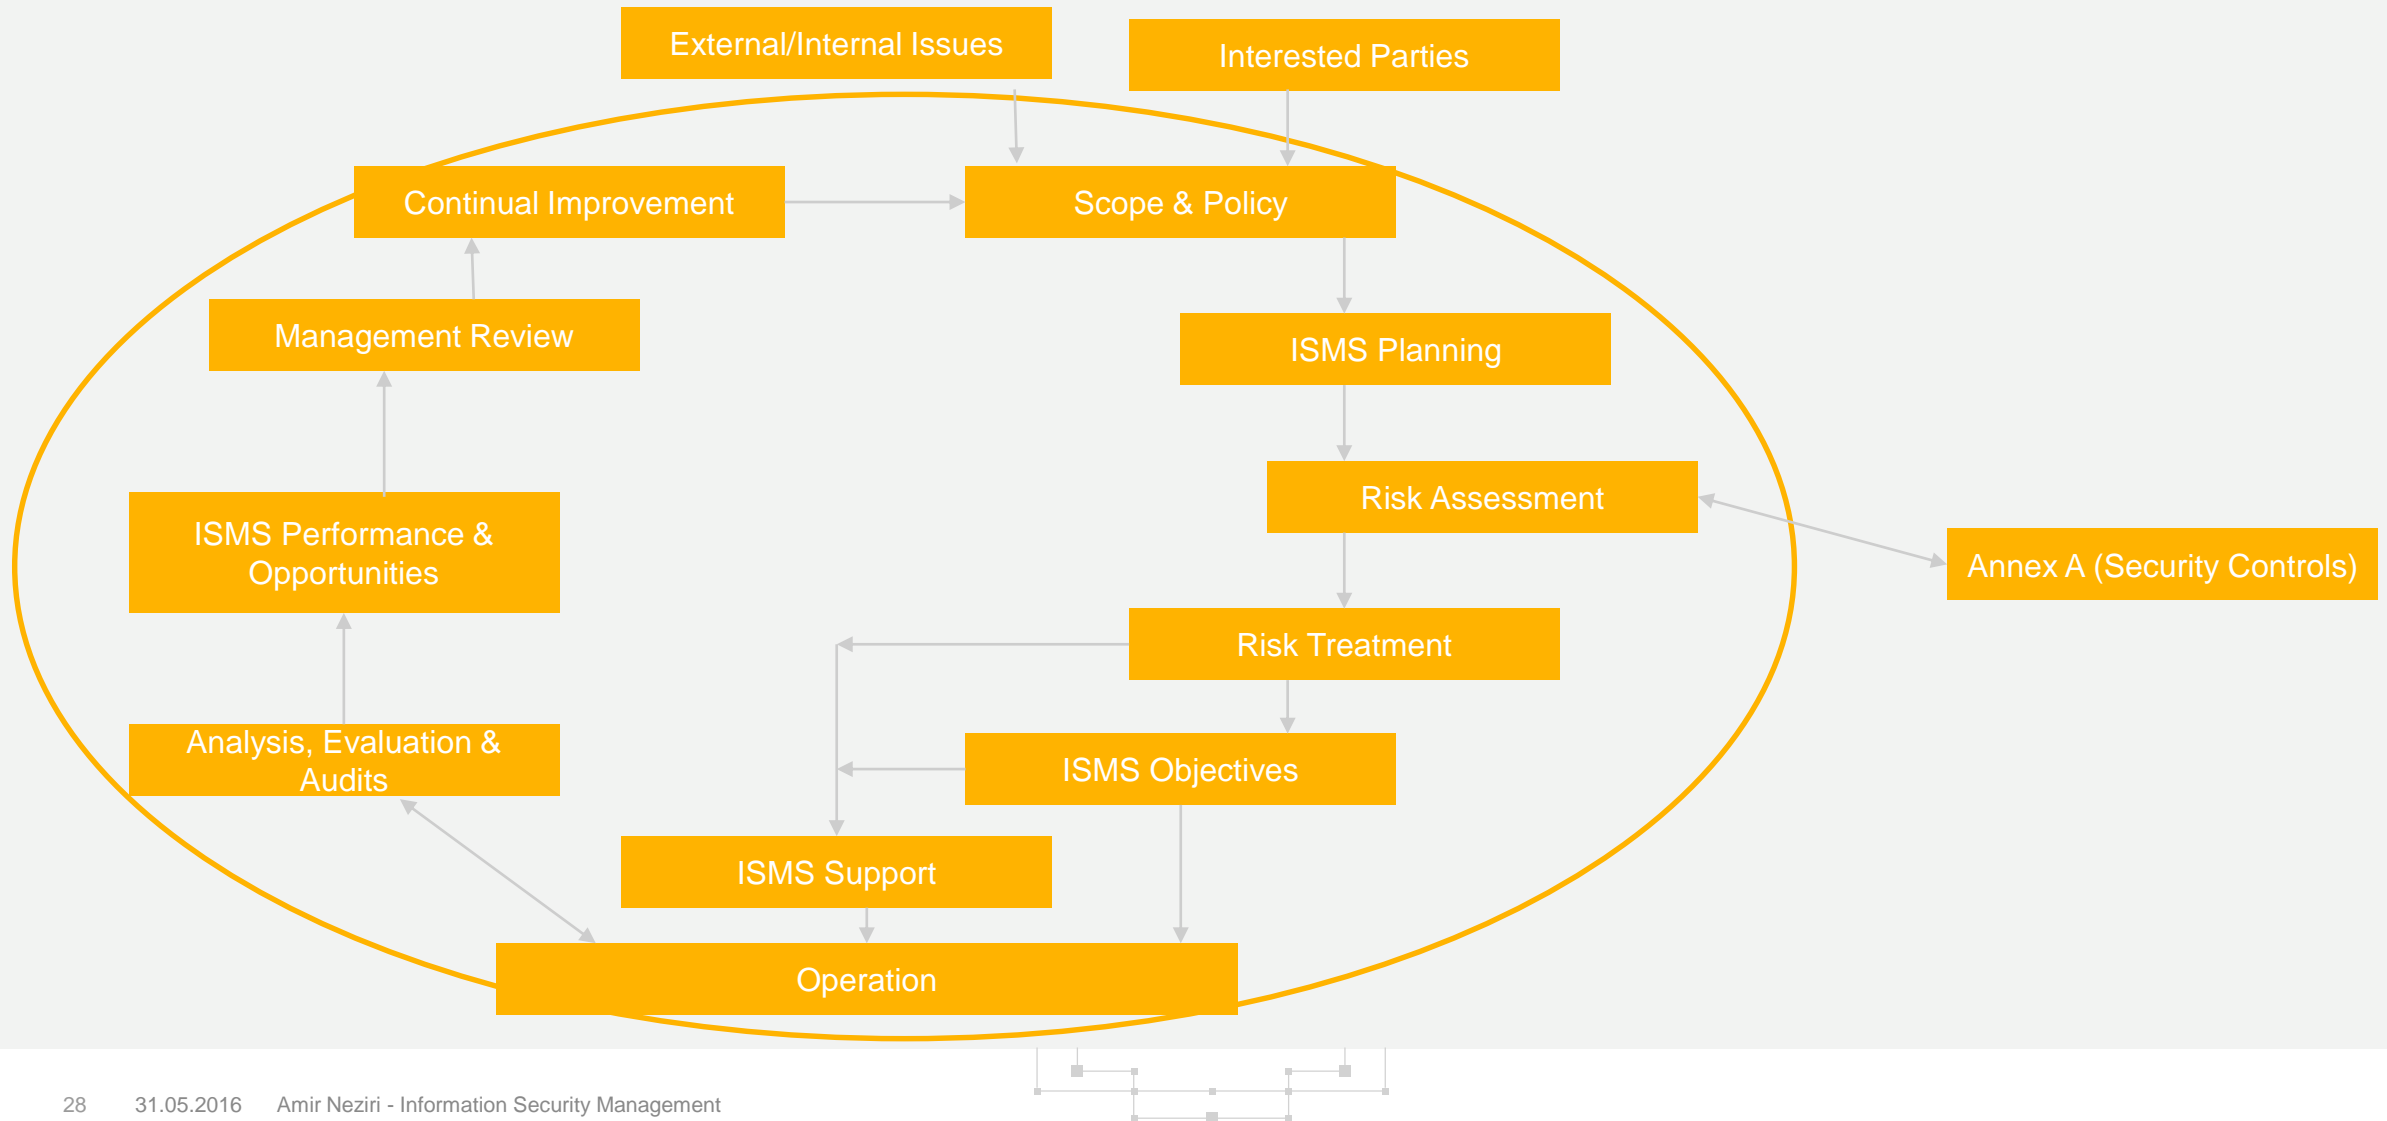 External/Internal Issues
Interested Parties
Continual Improvement
Scope & Policy
Management Review
ISMS Planning
Risk Assessment
ISMS Performance &
Opportunities
Annex A (Security Controls)
Risk Treatment
Analysis, Evaluation &
Audits
ISMS Objectives
ISMS Support
Operation
28 31.05.2016 Amir Neziri - Information Security Management